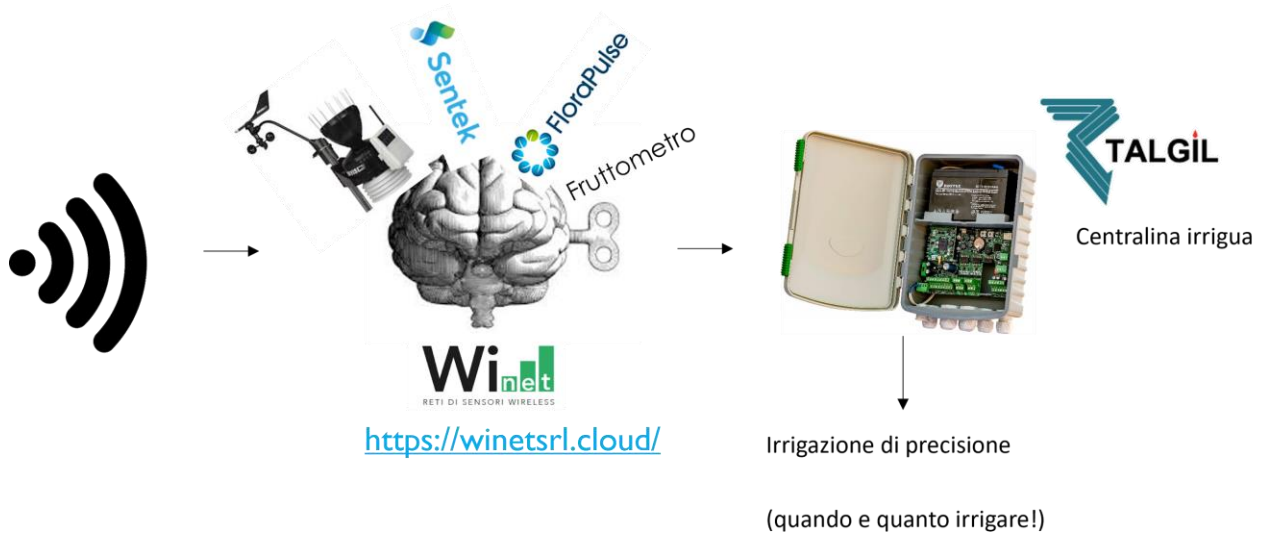 Sentek
FloraPulse
Fruttometro
Winet
RETI DI SENSORI WIRELESS
https://winetsrl.cloud/
TALGIL
Centralina irrigua
Irrigazione di precisione
(quando e quanto irrigare!)